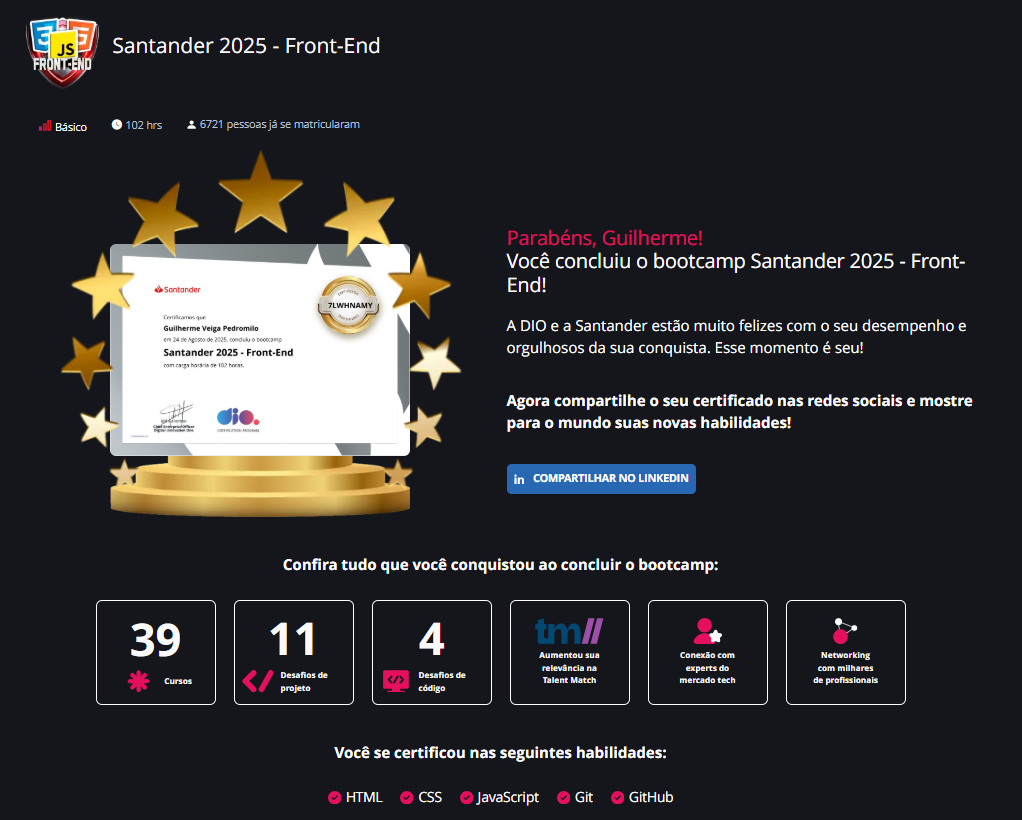 JS
FRONT-END
Santander 2025 - Front-End
Básico
102 hrs
6721 pessoas já se matricularam
Santander
7LWHNAMY
Certificamos que
Guilherme Veiga Pedromilo
em 24 de Agosto de 2025, concluiu o bootcamp
Santander 2025 - Front-End
com carga horária de 102 horas.
dio.
Parabéns, Guilherme!
Você concluiu o bootcamp Santander 2025 - Front-
End!
A DIO e a Santander estão muito felizes com o seu desempenho e
orgulhosos da sua conquista. Esse momento é seu!
Agora compartilhe o seu certificado nas redes sociais e mostre
para o mundo suas novas habilidades!
in COMPARTILHAR NO LINKEDIN
Confira tudo que você conquistou ao concluir o bootcamp:
39
Cursos
11
Desafios de
projeto
4
Desafios de
código
tm//
Aumentou sua
relevância na
Talent Match
Conexão com
experts do
mercado tech
Networking
com milhares
de profissionais
Você se certificou nas seguintes habilidades:
HTML
CSS
JavaScript
Git
GitHub